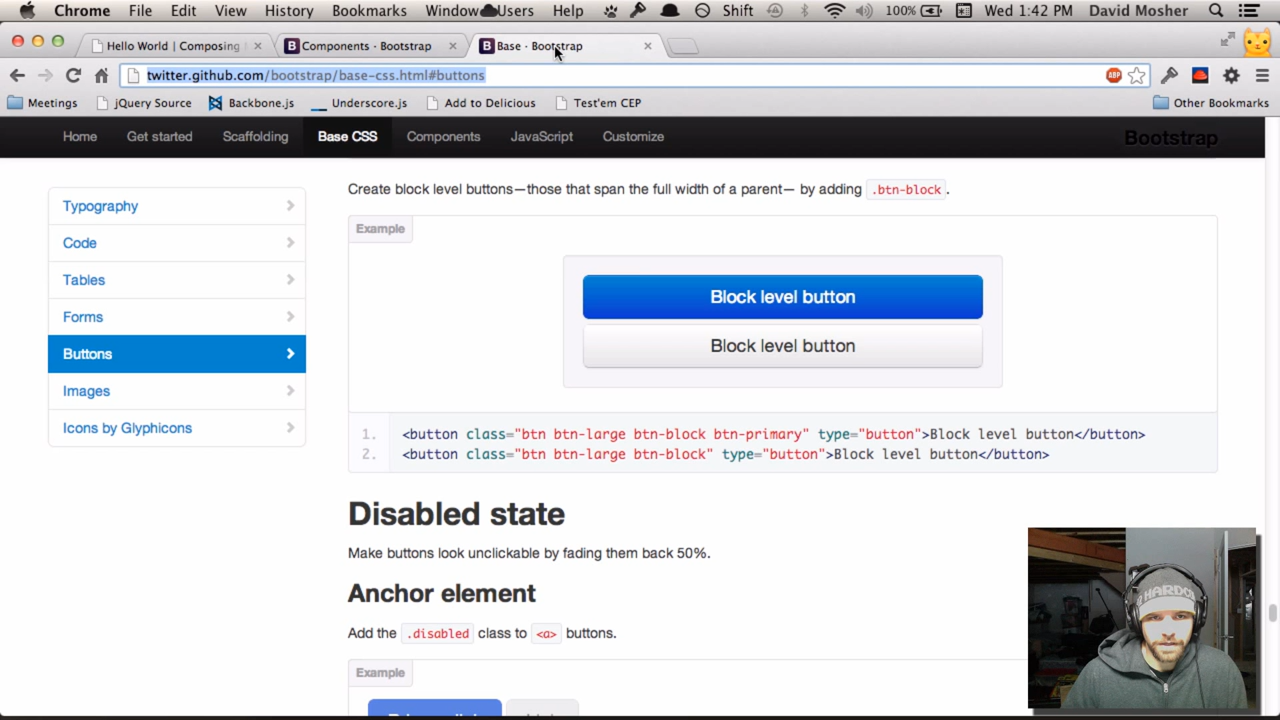 Chrome File Edit View History Bookmarks Window Users Help Shift 100% Wed 1:42 PM David Mosher
Hello World | Composing
Components · Bootstrap
Base · Bootstrap
twitter.github.com/bootstrap/base-css.html#buttons
ABP
Meetings jQuery Source Backbone.js Underscore.js Add to Delicious Test'em CEP Other Bookmarks
Home Get started Scaffolding Base CSS Components JavaScript Customize Bootstrap
Typography
Code
Tables
Forms
Buttons
Images
Icons by Glyphicons
Create block level buttons—those that span the full width of a parent— by adding .btn-block.
Example
Block level button
Block level button
1. <button class="btn btn-large btn-block btn-primary" type="button">Block level button</button>
2. <button class="btn btn-large btn-block" type="button">Block level button</button>
Disabled state
Make buttons look unclickable by fading them back 50%.
Anchor element
Add the .disabled class to <a> buttons.
Example